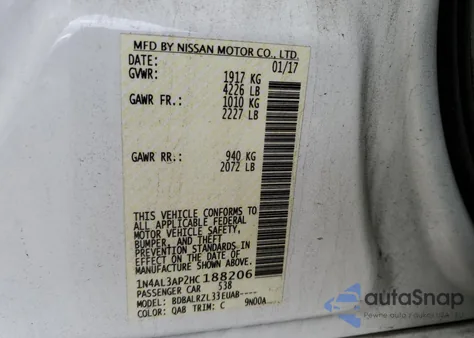 MFD BY NISSAN MOTOR CO., LTD.
DATE: 01/17
GVWR: 1917 KG
4226 LB
GAWR FR.: 1010 KG
2227 LB
GAWR RR.: 940 KG
2072 LB
THIS VEHICLE CONFORMS TO
ALL APPLICABLE FEDERAL
MOTOR VEHICLE SAFETY,
BUMPER, AND THEFT
PREVENTION STANDARDS IN
EFFECT ON THE DATE OF
MANUFACTURE SHOWN ABOVE.
1N4AL3AP2HC188206
PASSENGER CAR 538
MODEL: BDBALRZL33EUAB----
COLOR: QAB TRIM: C 9N00A
autoSnap
Pewne auto z USA